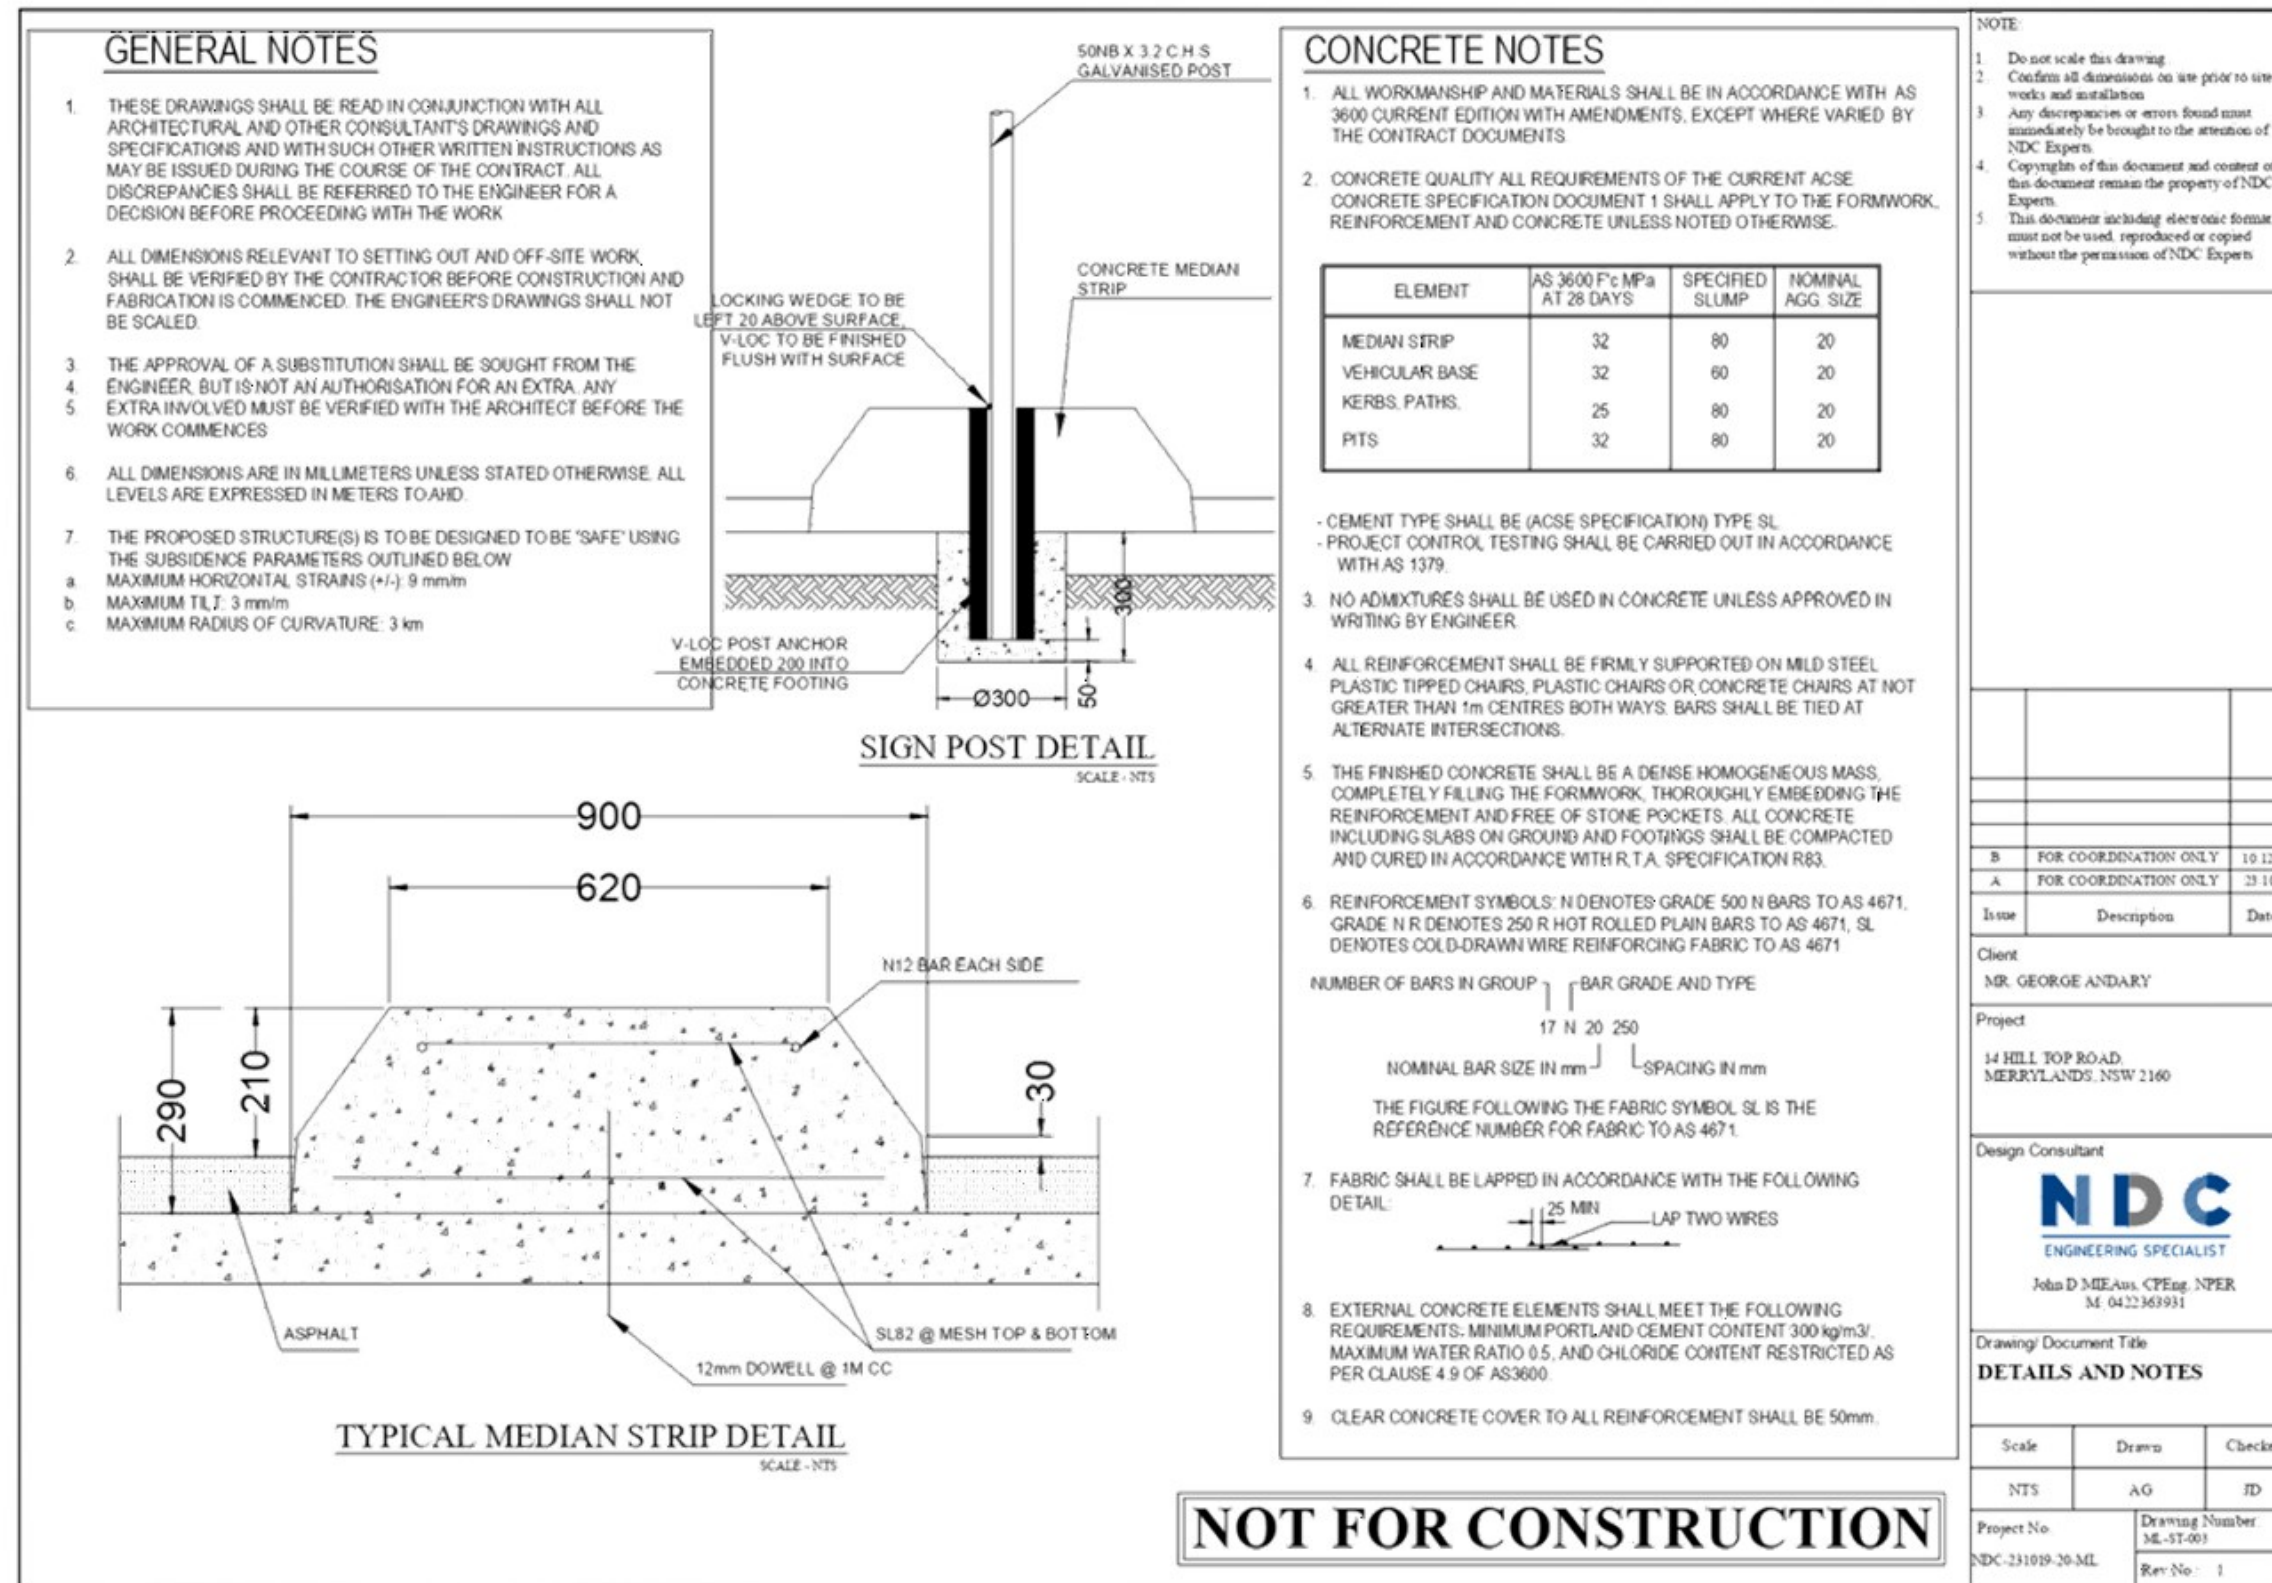 GENERAL NOTES
1. THESE DRAWINGS SHALL BE READ IN CONJUNCTION WITH ALL
ARCHITECTURAL AND OTHER CONSULTANT'S DRAWINGS AND
SPECIFICATIONS AND WITH SUCH OTHER WRITTEN INSTRUCTIONS AS
MAY BE ISSUED DURING THE COURSE OF THE CONTRACT. ALL
DISCREPANCIES SHALL BE REFERRED TO THE ENGINEER FOR A
DECISION BEFORE PROCEEDING WITH THE WORK
2. ALL DIMENSIONS RELEVANT TO SETTING OUT AND OFF-SITE WORK,
SHALL BE VERIFIED BY THE CONTRACTOR BEFORE CONSTRUCTION AND
FABRICATION IS COMMENCED. THE ENGINEER'S DRAWINGS SHALL NOT
BE SCALED.
3. THE APPROVAL OF A SUBSTITUTION SHALL BE SOUGHT FROM THE
4. ENGINEER, BUT IS NOT AN AUTHORISATION FOR AN EXTRA. ANY
5. EXTRA INVOLVED MUST BE VERIFIED WITH THE ARCHITECT BEFORE THE
WORK COMMENCES
6. ALL DIMENSIONS ARE IN MILLIMETERS UNLESS STATED OTHERWISE. ALL
LEVELS ARE EXPRESSED IN METERS TO AHD.
7. THE PROPOSED STRUCTURE(S) IS TO BE DESIGNED TO BE "SAFE" USING
THE SUBSIDENCE PARAMETERS OUTLINED BELOW
a. MAXIMUM HORIZONTAL STRAINS (+/-): 9 mm/m
b. MAXIMUM TILT: 3 mm/m
c. MAXIMUM RADIUS OF CURVATURE: 3 km
50NB X 3.2 C.H.S
GALVANISED POST
CONCRETE MEDIAN
STRIP
LOCKING WEDGE TO BE
LEFT 20 ABOVE SURFACE,
V-LOC TO BE FINISHED
FLUSH WITH SURFACE
V-LOC POST ANCHOR
EMBEDDED 200 INTO
CONCRETE FOOTING
300
50
Ø300
SIGN POST DETAIL
SCALE - NTS
900
620
N12 BAR EACH SIDE
290
210
30
ASPHALT
SL82 @ MESH TOP & BOTTOM
12mm DOWELL @ 1M CC
TYPICAL MEDIAN STRIP DETAIL
SCALE - NTS
CONCRETE NOTES
1. ALL WORKMANSHIP AND MATERIALS SHALL BE IN ACCORDANCE WITH AS
3600 CURRENT EDITION WITH AMENDMENTS, EXCEPT WHERE VARIED BY
THE CONTRACT DOCUMENTS.
2. CONCRETE QUALITY ALL REQUIREMENTS OF THE CURRENT ACSE
CONCRETE SPECIFICATION DOCUMENT 1 SHALL APPLY TO THE FORMWORK,
REINFORCEMENT AND CONCRETE UNLESS NOTED OTHERWISE.
ELEMENT AS 3600 F'c MPa AT 28 DAYS SPECIFIED SLUMP NOMINAL AGG. SIZE
MEDIAN STRIP 32 80 20
VEHICULAR BASE 32 60 20
KERBS, PATHS, 25 80 20
PITS 32 80 20
- CEMENT TYPE SHALL BE (ACSE SPECIFICATION) TYPE SL
- PROJECT CONTROL TESTING SHALL BE CARRIED OUT IN ACCORDANCE
WITH AS 1379.
3. NO ADMIXTURES SHALL BE USED IN CONCRETE UNLESS APPROVED IN
WRITING BY ENGINEER.
4. ALL REINFORCEMENT SHALL BE FIRMLY SUPPORTED ON MILD STEEL
PLASTIC TIPPED CHAIRS, PLASTIC CHAIRS OR CONCRETE CHAIRS AT NOT
GREATER THAN 1m CENTRES BOTH WAYS. BARS SHALL BE TIED AT
ALTERNATE INTERSECTIONS.
5. THE FINISHED CONCRETE SHALL BE A DENSE HOMOGENEOUS MASS,
COMPLETELY FILLING THE FORMWORK, THOROUGHLY EMBEDDING THE
REINFORCEMENT AND FREE OF STONE POCKETS. ALL CONCRETE
INCLUDING SLABS ON GROUND AND FOOTINGS SHALL BE COMPACTED
AND CURED IN ACCORDANCE WITH R.T.A. SPECIFICATION R83.
6. REINFORCEMENT SYMBOLS: N DENOTES GRADE 500 N BARS TO AS 4671,
GRADE N R DENOTES 250 R HOT ROLLED PLAIN BARS TO AS 4671, SL
DENOTES COLD-DRAWN WIRE REINFORCING FABRIC TO AS 4671
NUMBER OF BARS IN GROUP BAR GRADE AND TYPE
17 N 20 250
NOMINAL BAR SIZE IN mm SPACING IN mm
THE FIGURE FOLLOWING THE FABRIC SYMBOL SL IS THE
REFERENCE NUMBER FOR FABRIC TO AS 4671.
7. FABRIC SHALL BE LAPPED IN ACCORDANCE WITH THE FOLLOWING
DETAIL:
25 MIN
LAP TWO WIRES
8. EXTERNAL CONCRETE ELEMENTS SHALL MEET THE FOLLOWING
REQUIREMENTS- MINIMUM PORTLAND CEMENT CONTENT 300 kg/m3/.
MAXIMUM WATER RATIO 0.5, AND CHLORIDE CONTENT RESTRICTED AS
PER CLAUSE 4.9 OF AS3600.
9. CLEAR CONCRETE COVER TO ALL REINFORCEMENT SHALL BE 50mm.
NOT FOR CONSTRUCTION
NOTE:
1. Do not scale this drawing
2. Confirm all dimensions on site prior to site
works and installation
3. Any discrepancies or errors found must
immediately be brought to the attention of
NDC Experts.
4. Copyrights of this document and content
this document remain the property of NDC
Experts.
5. This document including electronic
must not be used, reproduced or copied
without the permission of NDC Experts
B FOR COORDINATION ONLY
A FOR COORDINATION ONLY
Issue Description
Client
MR. GEORGE ANDARY
Project
14 HILL TOP ROAD,
MERRYLANDS, NSW 2160
Design Consultant
NDC
ENGINEERING SPECIALIST
John D MIEAus, CPEng, NPER
M: 0422363931
Drawing/ Document Title
DETAILS AND NOTES
Scale Drawn
NTS AG JD
Project No. Drawing Number:
ML-ST-003
NDC-231019-20-ML
Rev No.: 1